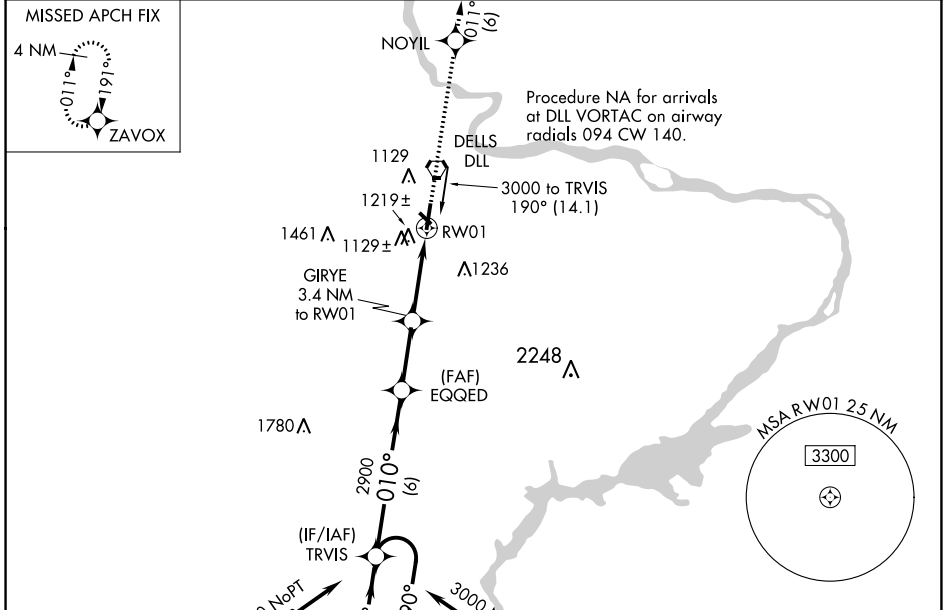 MISSED APCH FIX
4 NM
011°
191°
ZAVOX
NOYIL
011°
(6)
Procedure NA for arrivals
at DLL VORTAC on airway
radials 094 CW 140.
DELLS
DLL
1129
3000 to TRVIS
190° (14.1)
1219±
1461
1129±
RW01
1236
GIRYE
3.4 NM
to RW01
2248
(FAF)
EQQED
1780
MSA RW01 25 NM
3300
2900
010°
(6)
(IF/IAF)
TRVIS
NoPT
3000